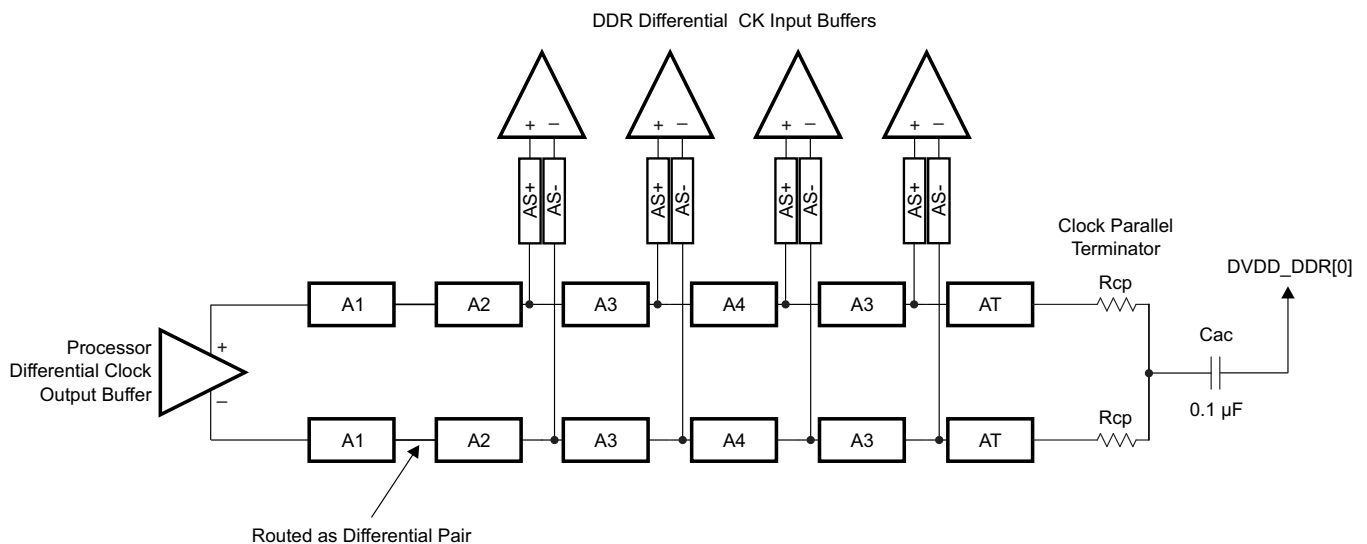 DDR Differential CK Input Buffers
+ –
+ –
+ –
+ –
AS+
AS-
AS+
AS-
AS+
AS-
AS+
AS-
Clock Parallel
Terminator
DVDD_DDR[0]
A1
A2
A3
A4
A3
AT
Rcp
Processor
Differential Clock
Output Buffer
+
–
Cac
0.1 µF
A1
A2
A3
A4
A3
AT
Rcp
Routed as Differential Pair